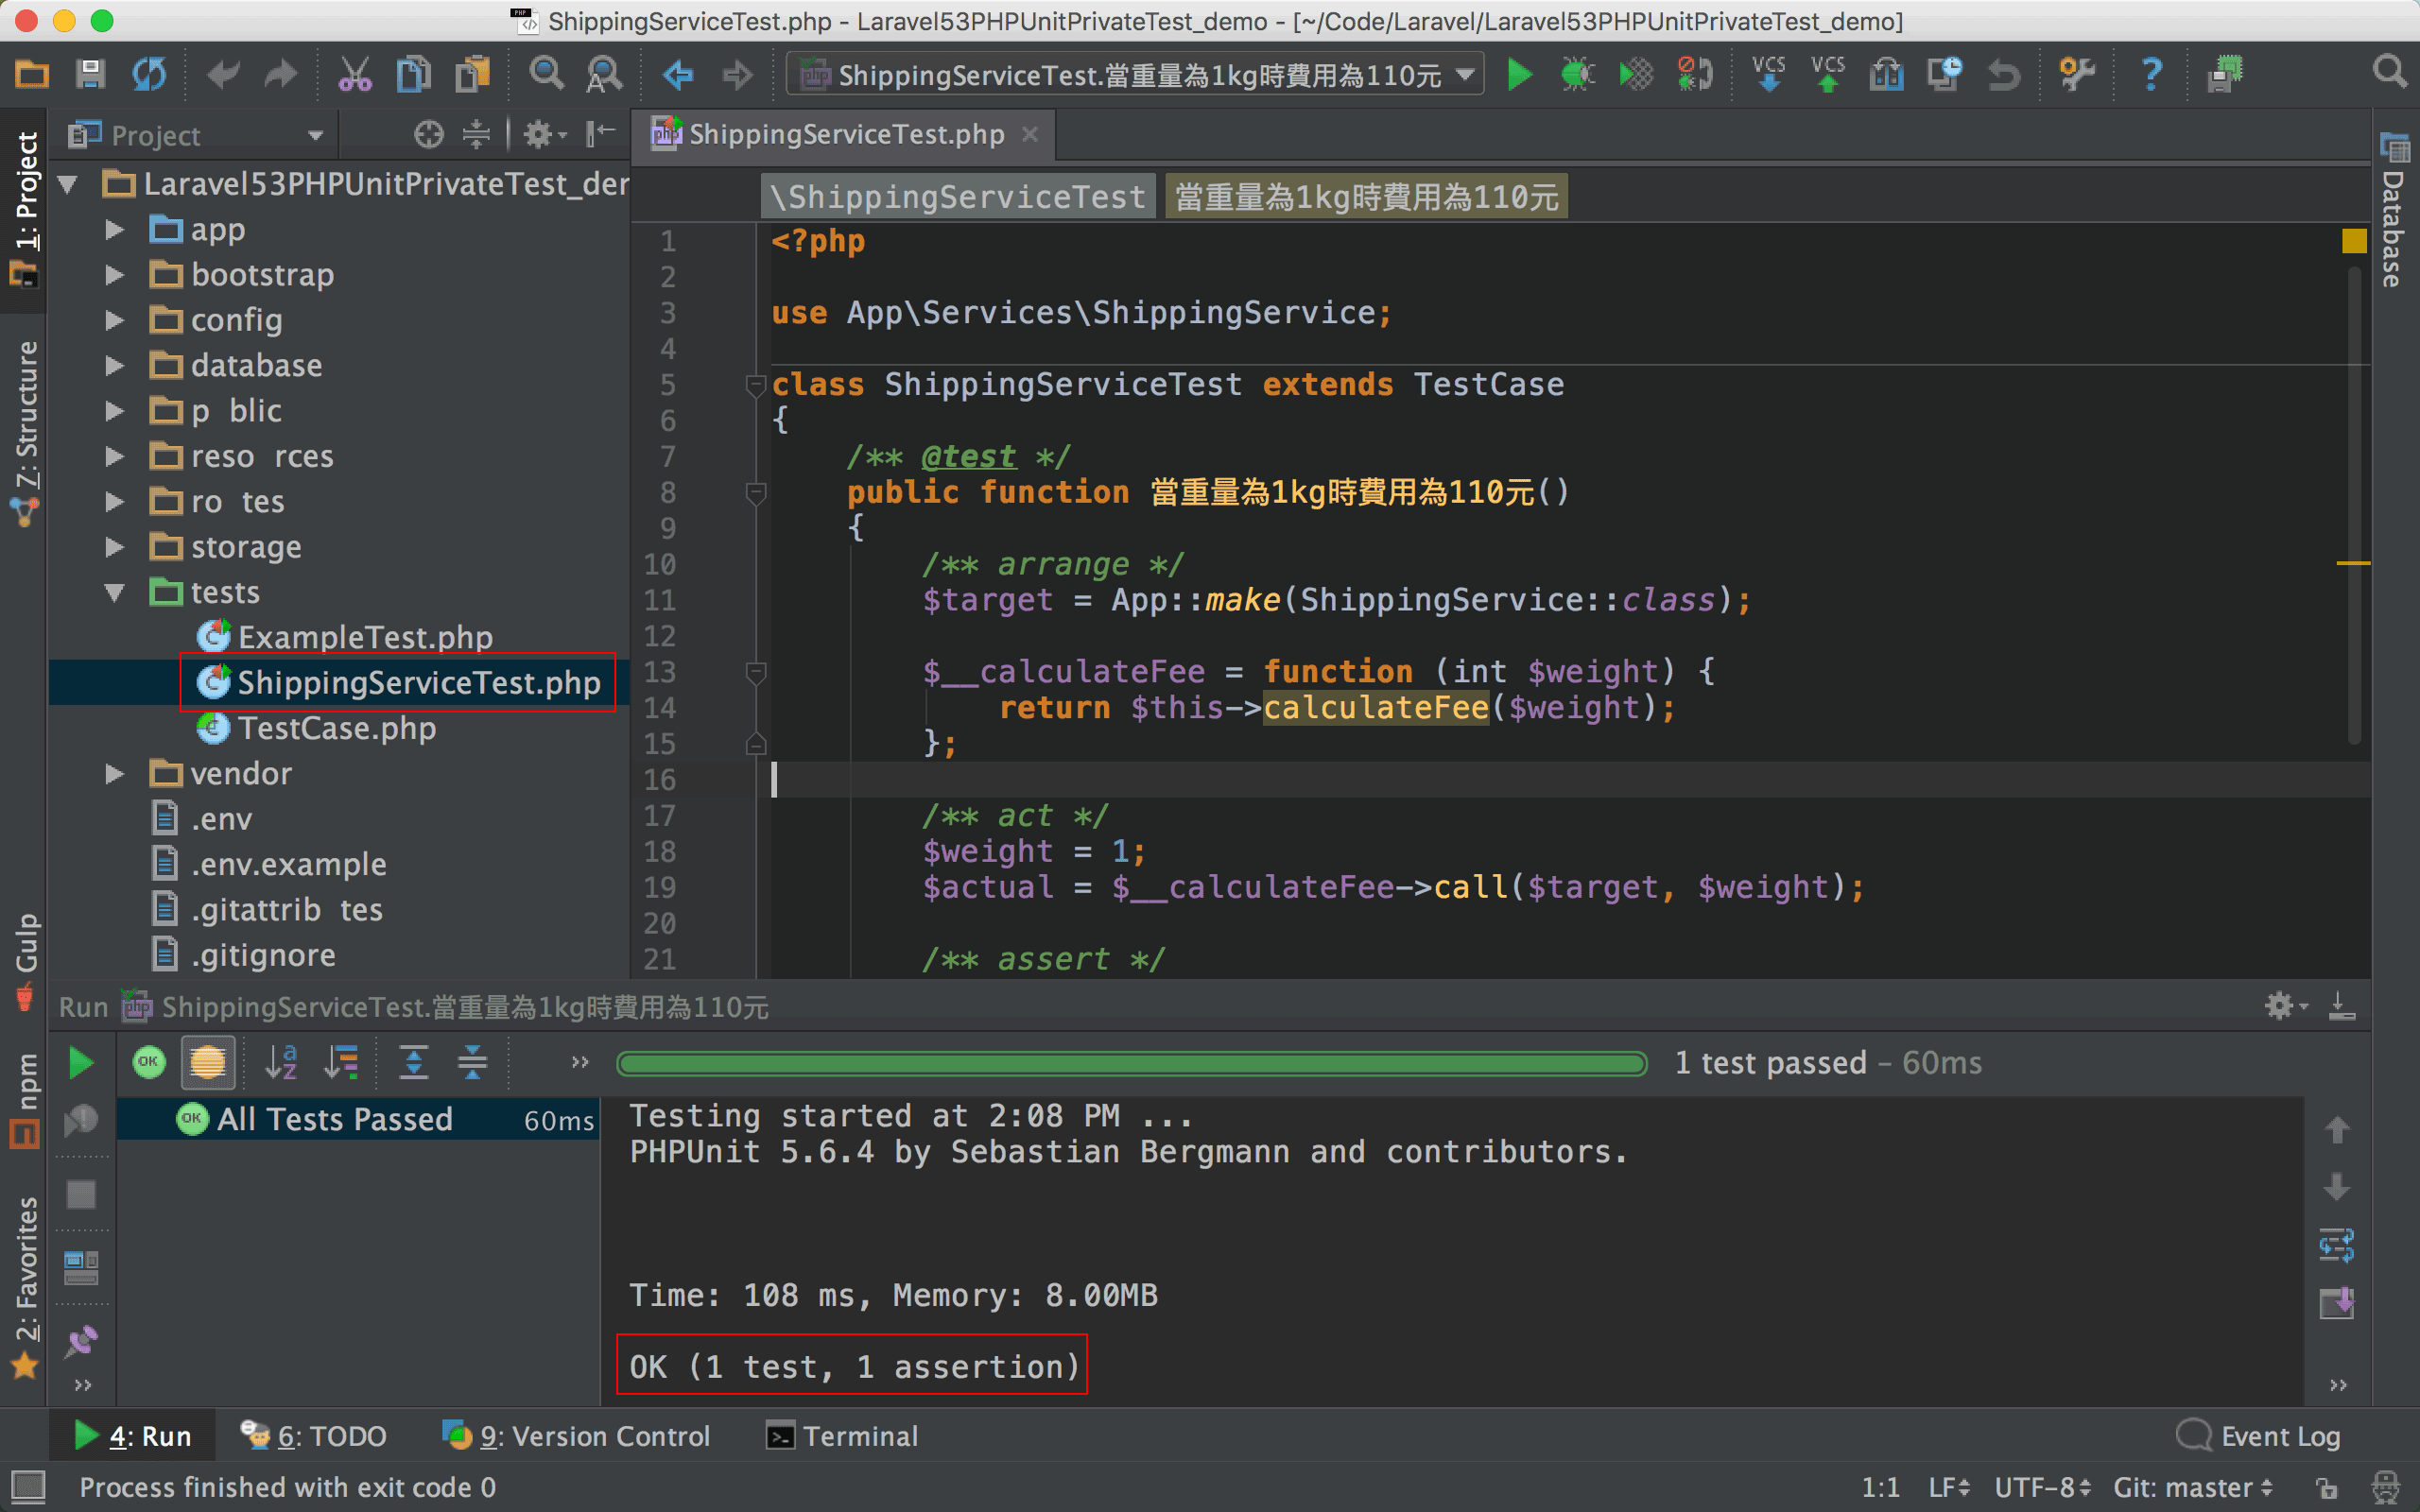 ShippingServiceTest.php - Laravel53PHPUnitPrivateTest_demo - [~/Code/Laravel/Laravel53PHPUnitPrivateTest_demo]
ShippingServiceTest.當重量為1kg時費用為110元
VCS
VCS
Project
ShippingServiceTest.php
\ShippingServiceTest
當重量為1kg時費用為110元
1: Project
7: Structure
Gulp
npm
2: Favorites
Database
Laravel53PHPUnitPrivateTest_der
app
bootstrap
config
database
p blic
reso rces
ro tes
storage
tests
ExampleTest.php
ShippingServiceTest.php
TestCase.php
vendor
.env
.env.example
.gitattrib tes
.gitignore
1 <?php
2
3 use App\Services\ShippingService;
4
5 class ShippingServiceTest extends TestCase
6 {
7 /** @test */
8 public function 當重量為1kg時費用為110元()
9 {
10 /** arrange */
11 $target = App::make(ShippingService::class);
12
13 $__calculateFee = function (int $weight) {
14 return $this->calculateFee($weight);
15 };
16
17 /** act */
18 $weight = 1;
19 $actual = $__calculateFee->call($target, $weight);
20
21 /** assert */
Run ShippingServiceTest.當重量為1kg時費用為110元
1 test passed – 60ms
OK All Tests Passed 60ms
Testing started at 2:08 PM ...
PHPUnit 5.6.4 by Sebastian Bergmann and contributors.
Time: 108 ms, Memory: 8.00MB
OK (1 test, 1 assertion)
4: Run
6: TODO
9: Version Control
Terminal
Event Log
Process finished with exit code 0
1:1
LF
UTF-8
Git: master